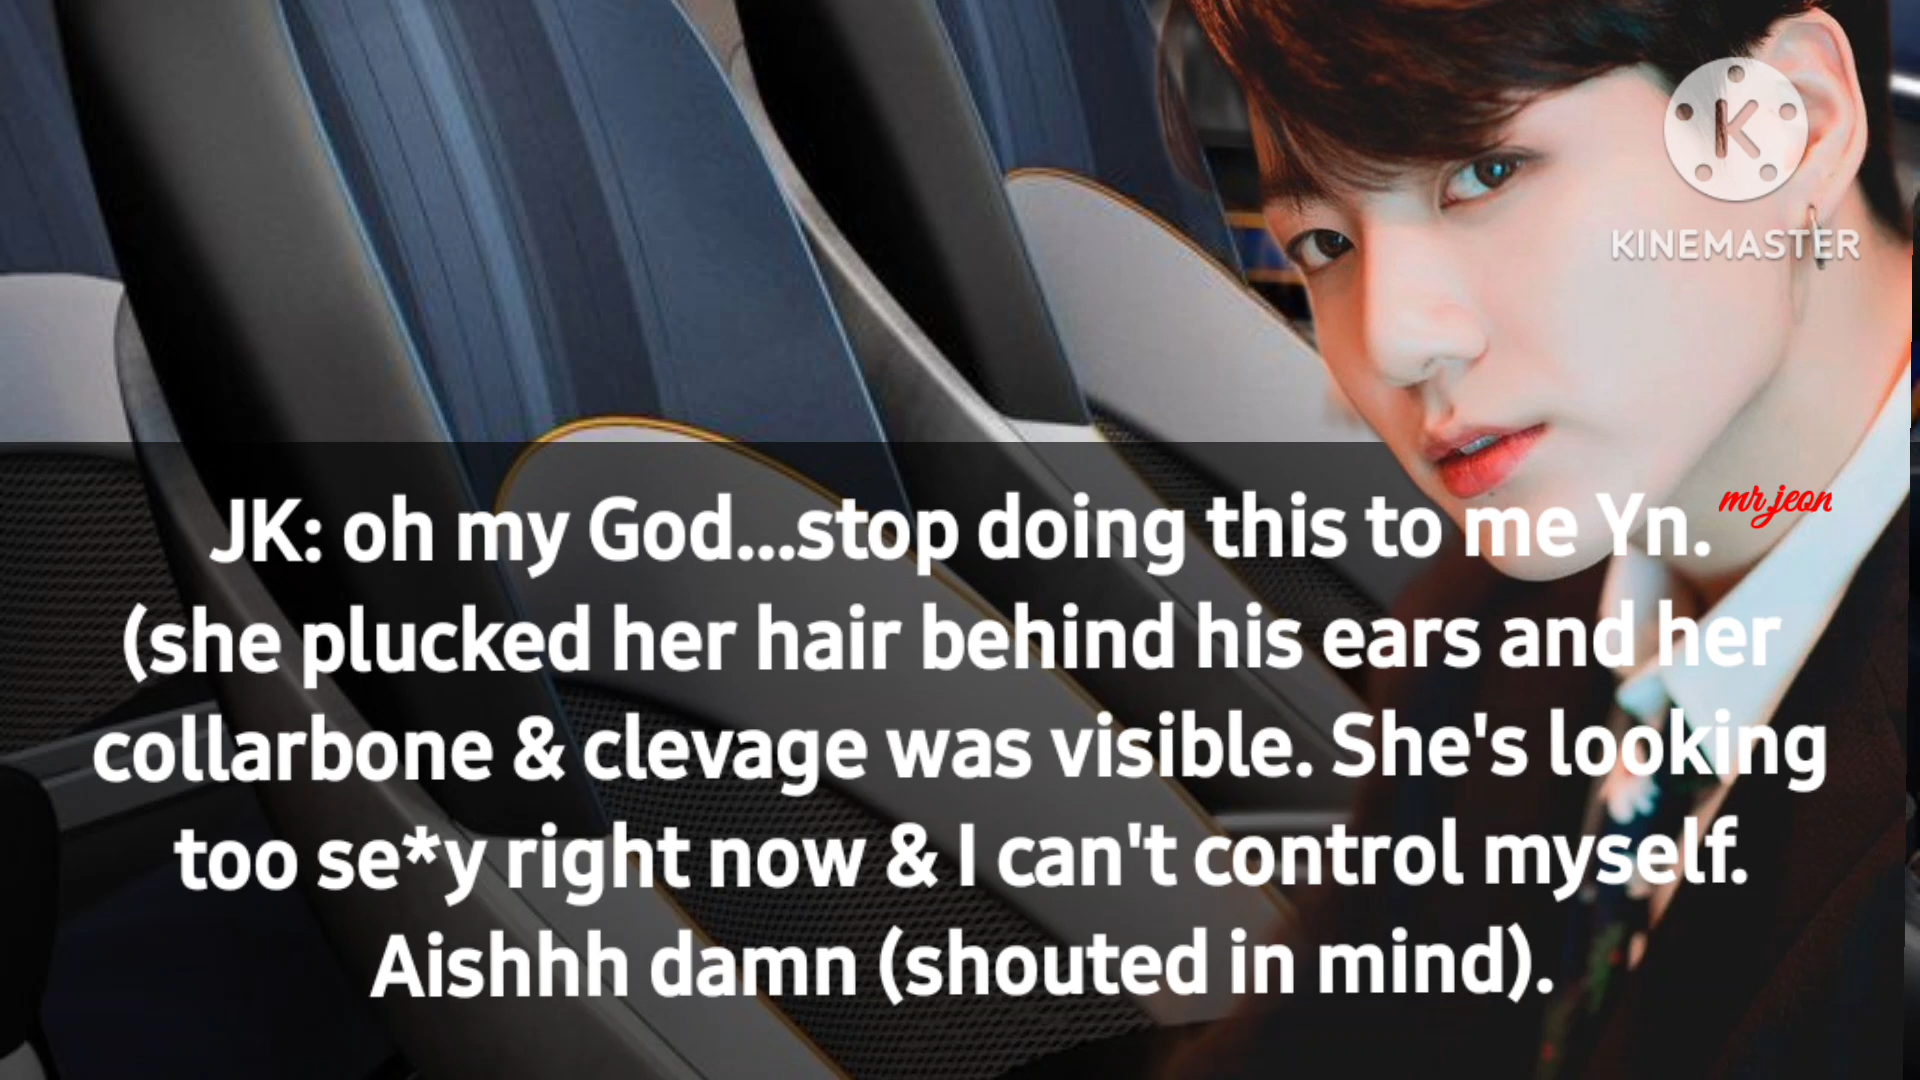 K
KINEMASTER
mr.jeon
JK: oh my God...stop doing this to me Yn.
(she plucked her hair behind his ears and her
collarbone & clevage was visible. She's looking
too se*y right now & I can't control myself.
Aishhh damn (shouted in mind).